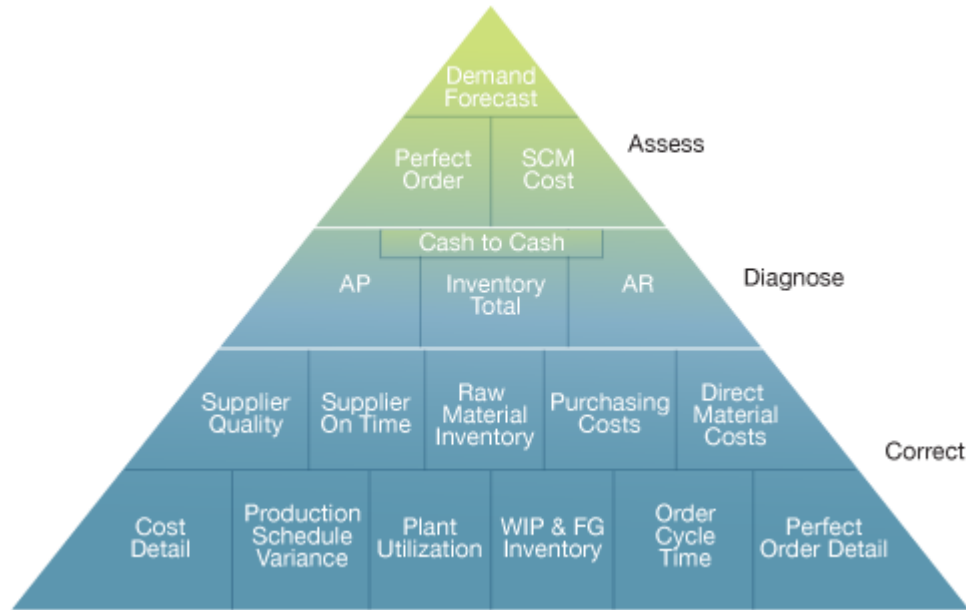 Demand
Forecast
Assess
Perfect
Order
SCM
Cost
Cash to Cash
Diagnose
AP
Inventory
Total
AR
Supplier
Quality
Supplier
On Time
Raw
Material
Inventory
Purchasing
Costs
Direct
Material
Costs
Correct
Cost
Detail
Production
Schedule
Variance
Plant
Utilization
WIP & FG
Inventory
Order
Cycle
Time
Perfect
Order Detail